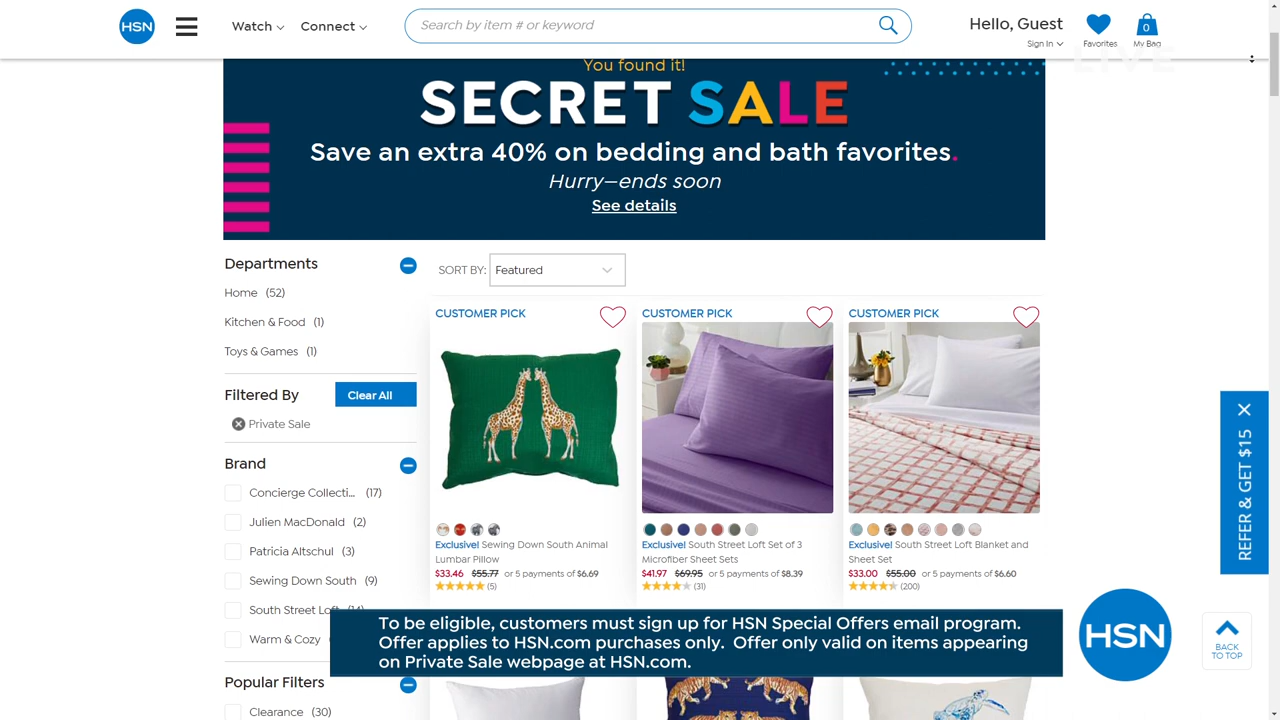 HSN
Watch
Connect
Search by item # or keyword
Hello, Guest
Sign In
Favorites
0
My Bag
LIVE
You found it!
SECRET SALE
Save an extra 40% on bedding and bath favorites.
Hurry—ends soon
See details
Departments
Home (52)
Kitchen & Food (1)
Toys & Games (1)
Filtered By
Clear All
Private Sale
Brand
Concierge Collecti... (17)
Julien MacDonald (2)
Patricia Altschul (3)
Sewing Down South (9)
South Street Loft (14)
Warm & Cozy
Popular Filters
Clearance (30)
SORT BY: Featured
CUSTOMER PICK
Exclusive! Sewing Down South Animal
Lumbar Pillow
$33.46 $55.77 or 5 payments of $6.69
(5)
CUSTOMER PICK
Exclusive! South Street Loft Set of 3
Microfiber Sheet Sets
$41.97 $69.95 or 5 payments of $8.39
(31)
CUSTOMER PICK
Exclusive! South Street Loft Blanket and
Sheet Set
$33.00 $55.00 or 5 payments of $6.60
(200)
REFER & GET $15
To be eligible, customers must sign up for HSN Special Offers email program.
Offer applies to HSN.com purchases only. Offer only valid on items appearing
on Private Sale webpage at HSN.com.
HSN
BACK
TO TOP